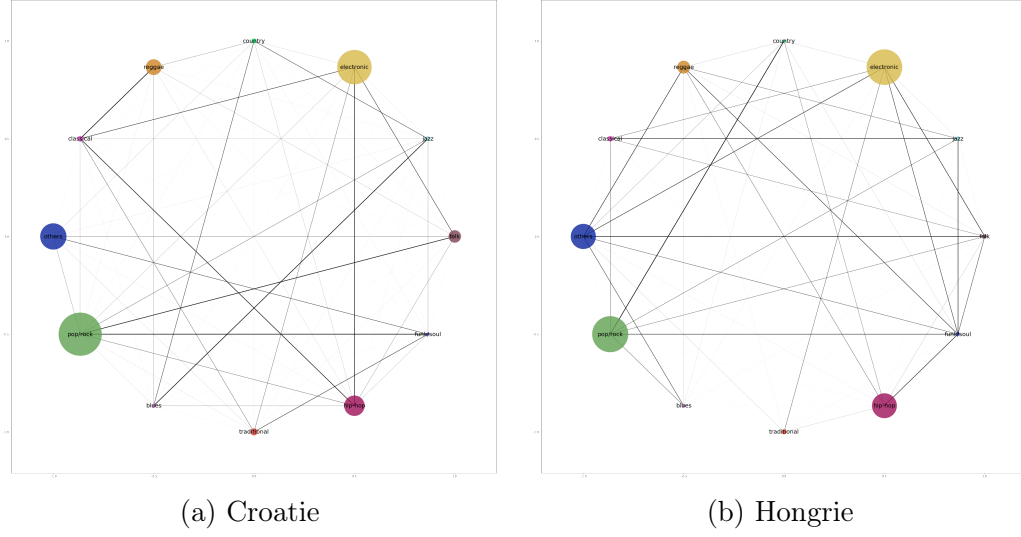 country
reggae
electronic
classical
jazz
others
folk
pop/rock
funk/soul
blues
hip-hop
traditional
country
reggae
electronic
classical
jazz
others
folk
pop/rock
funk/soul
blues
hip-hop
traditional
(a) Croatie
(b) Hongrie